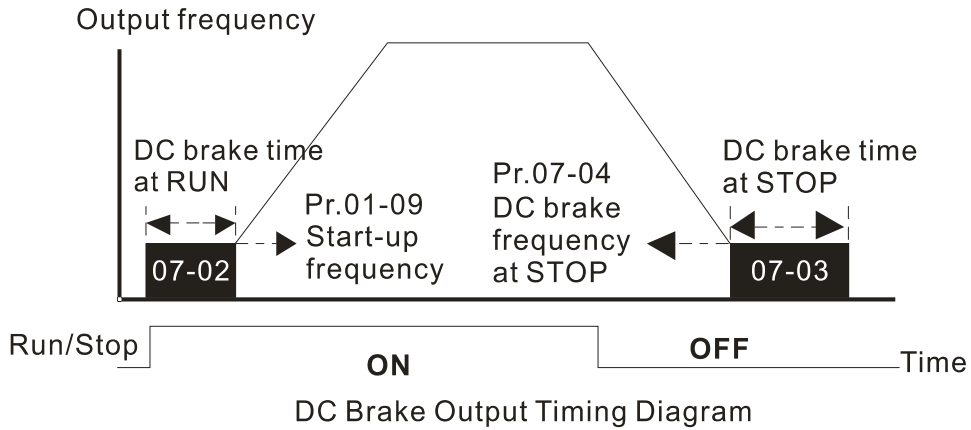 Output frequency
DC brake time
at RUN
DC brake time
at STOP
Pr.01-09
Start-up
frequency
Pr.07-04
DC brake
frequency
at STOP
07-02
07-03
Run/Stop
ON
OFF
Time
DC Brake Output Timing Diagram